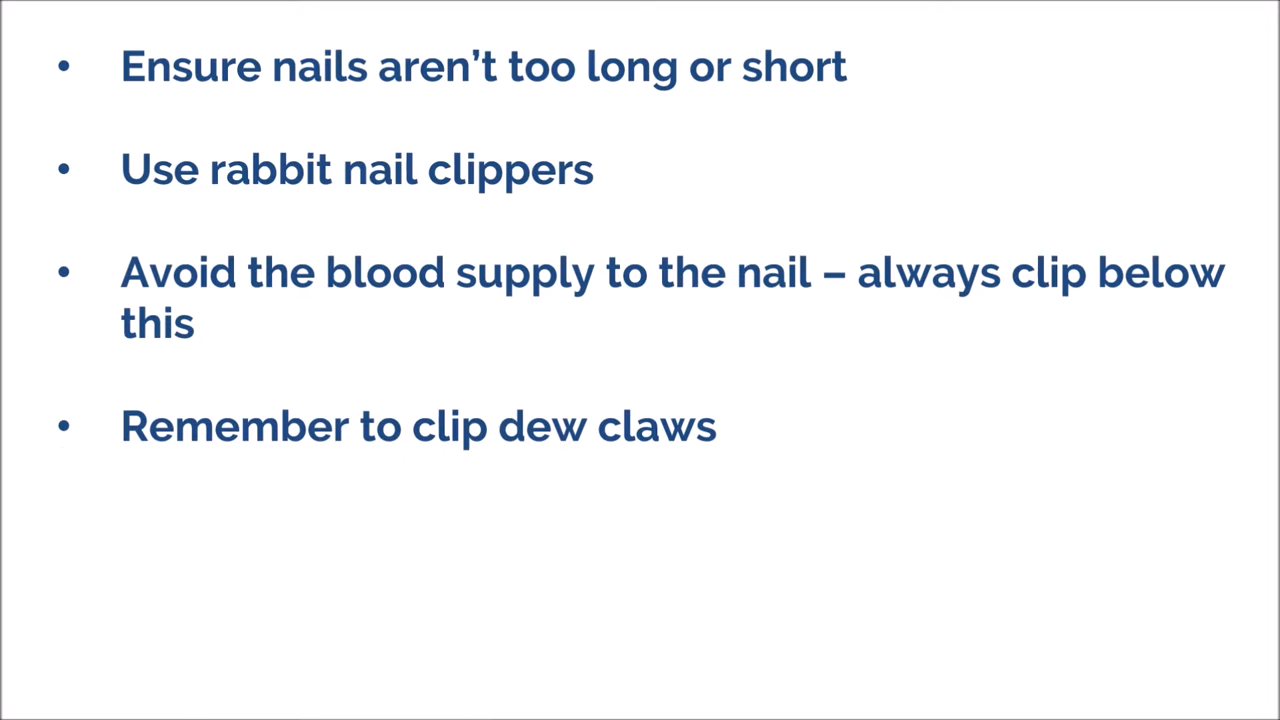 • Ensure nails aren’t too long or short
• Use rabbit nail clippers
• Avoid the blood supply to the nail – always clip below
this
• Remember to clip dew claws